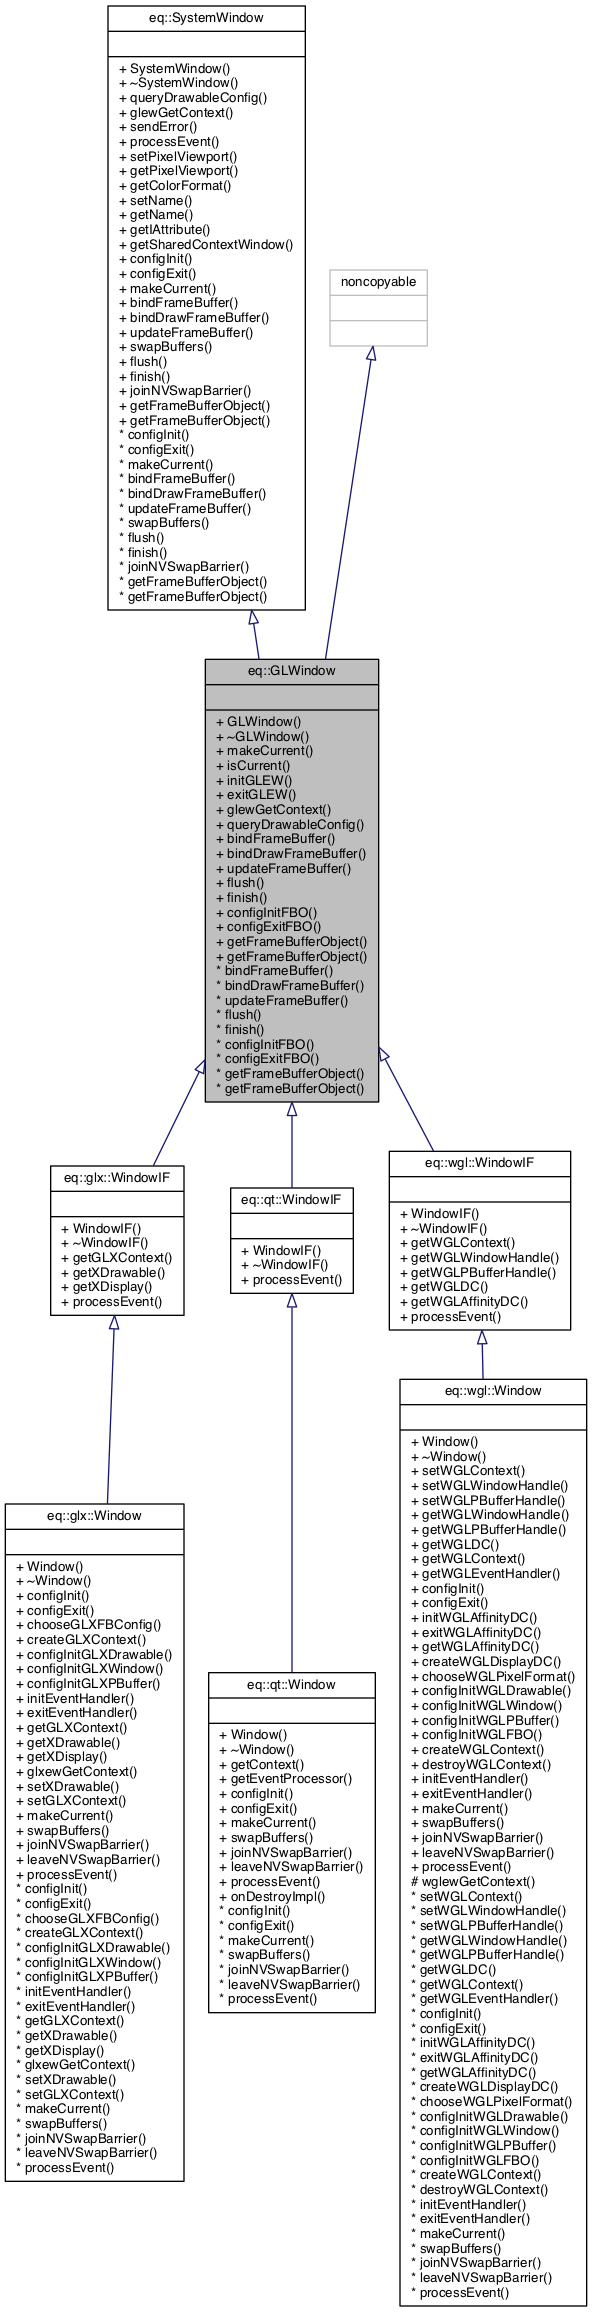 eq::SystemWindow
+ SystemWindow()
+ ~SystemWindow()
+ queryDrawableConfig()
+ glewGetContext()
+ sendError()
+ processEvent()
+ setPixelViewport()
+ getPixelViewport()
+ getColorFormat()
+ setName()
+ getName()
+ getIAttribute()
+ getSharedContextWindow()
+ configInit()
+ configExit()
+ makeCurrent()
+ bindFrameBuffer()
+ bindDrawFrameBuffer()
+ updateFrameBuffer()
+ swapBuffers()
+ flush()
+ finish()
+ joinNVSwapBarrier()
+ getFrameBufferObject()
+ getFrameBufferObject()
* configInit()
* configExit()
* makeCurrent()
* bindFrameBuffer()
* bindDrawFrameBuffer()
* updateFrameBuffer()
* swapBuffers()
* flush()
* finish()
* joinNVSwapBarrier()
* getFrameBufferObject()
* getFrameBufferObject()
noncopyable
eq::GLWindow
+ GLWindow()
+ ~GLWindow()
+ makeCurrent()
+ isCurrent()
+ initGLEW()
+ exitGLEW()
+ glewGetContext()
+ queryDrawableConfig()
+ bindFrameBuffer()
+ bindDrawFrameBuffer()
+ updateFrameBuffer()
+ flush()
+ finish()
+ configInitFBO()
+ configExitFBO()
+ getFrameBufferObject()
+ getFrameBufferObject()
* bindFrameBuffer()
* bindDrawFrameBuffer()
* updateFrameBuffer()
* flush()
* finish()
* configInitFBO()
* configExitFBO()
* getFrameBufferObject()
* getFrameBufferObject()
eq::glx::WindowIF
+ WindowIF()
+ ~WindowIF()
+ getGLXContext()
+ getXDrawable()
+ getXDisplay()
+ processEvent()
eq::qt::WindowIF
+ WindowIF()
+ ~WindowIF()
+ processEvent()
eq::wgl::WindowIF
+ WindowIF()
+ ~WindowIF()
+ getWGLContext()
+ getWGLWindowHandle()
+ getWGLPBufferHandle()
+ getWGLDC()
+ getWGLAffinityDC()
+ processEvent()
eq::glx::Window
+ Window()
+ ~Window()
+ configInit()
+ configExit()
+ chooseGLXFBConfig()
+ createGLXContext()
+ configInitGLXDrawable()
+ configInitGLXWindow()
+ configInitGLXPBuffer()
+ initEventHandler()
+ exitEventHandler()
+ getGLXContext()
+ getXDrawable()
+ getXDisplay()
+ glxewGetContext()
+ setXDrawable()
+ setGLXContext()
+ makeCurrent()
+ swapBuffers()
+ joinNVSwapBarrier()
+ leaveNVSwapBarrier()
+ processEvent()
* configInit()
* configExit()
* chooseGLXFBConfig()
* createGLXContext()
* configInitGLXDrawable()
* configInitGLXWindow()
* configInitGLXPBuffer()
* initEventHandler()
* exitEventHandler()
* getGLXContext()
* getXDrawable()
* getXDisplay()
* glxewGetContext()
* setXDrawable()
* setGLXContext()
* makeCurrent()
* swapBuffers()
* joinNVSwapBarrier()
* leaveNVSwapBarrier()
* processEvent()
eq::qt::Window
+ Window()
+ ~Window()
+ getContext()
+ getEventProcessor()
+ configInit()
+ configExit()
+ makeCurrent()
+ swapBuffers()
+ joinNVSwapBarrier()
+ leaveNVSwapBarrier()
+ processEvent()
+ onDestroyImpl()
* configInit()
* configExit()
* makeCurrent()
* swapBuffers()
* joinNVSwapBarrier()
* leaveNVSwapBarrier()
* processEvent()
eq::wgl::Window
+ Window()
+ ~Window()
+ setWGLContext()
+ setWGLWindowHandle()
+ setWGLPBufferHandle()
+ getWGLWindowHandle()
+ getWGLPBufferHandle()
+ getWGLDC()
+ getWGLContext()
+ getWGLEventHandler()
+ configInit()
+ configExit()
+ initWGLAffinityDC()
+ exitWGLAffinityDC()
+ getWGLAffinityDC()
+ createWGLDisplayDC()
+ chooseWGLPixelFormat()
+ configInitWGLDrawable()
+ configInitWGLWindow()
+ configInitWGLPBuffer()
+ configInitWGLFBO()
+ createWGLContext()
+ destroyWGLContext()
+ initEventHandler()
+ exitEventHandler()
+ makeCurrent()
+ swapBuffers()
+ joinNVSwapBarrier()
+ leaveNVSwapBarrier()
+ processEvent()
# wglewGetContext()
* setWGLContext()
* setWGLWindowHandle()
* setWGLPBufferHandle()
* getWGLWindowHandle()
* getWGLPBufferHandle()
* getWGLDC()
* getWGLContext()
* getWGLEventHandler()
* configInit()
* configExit()
* initWGLAffinityDC()
* exitWGLAffinityDC()
* getWGLAffinityDC()
* createWGLDisplayDC()
* chooseWGLPixelFormat()
* configInitWGLDrawable()
* configInitWGLWindow()
* configInitWGLPBuffer()
* configInitWGLFBO()
* createWGLContext()
* destroyWGLContext()
* initEventHandler()
* exitEventHandler()
* makeCurrent()
* swapBuffers()
* joinNVSwapBarrier()
* leaveNVSwapBarrier()
* processEvent()